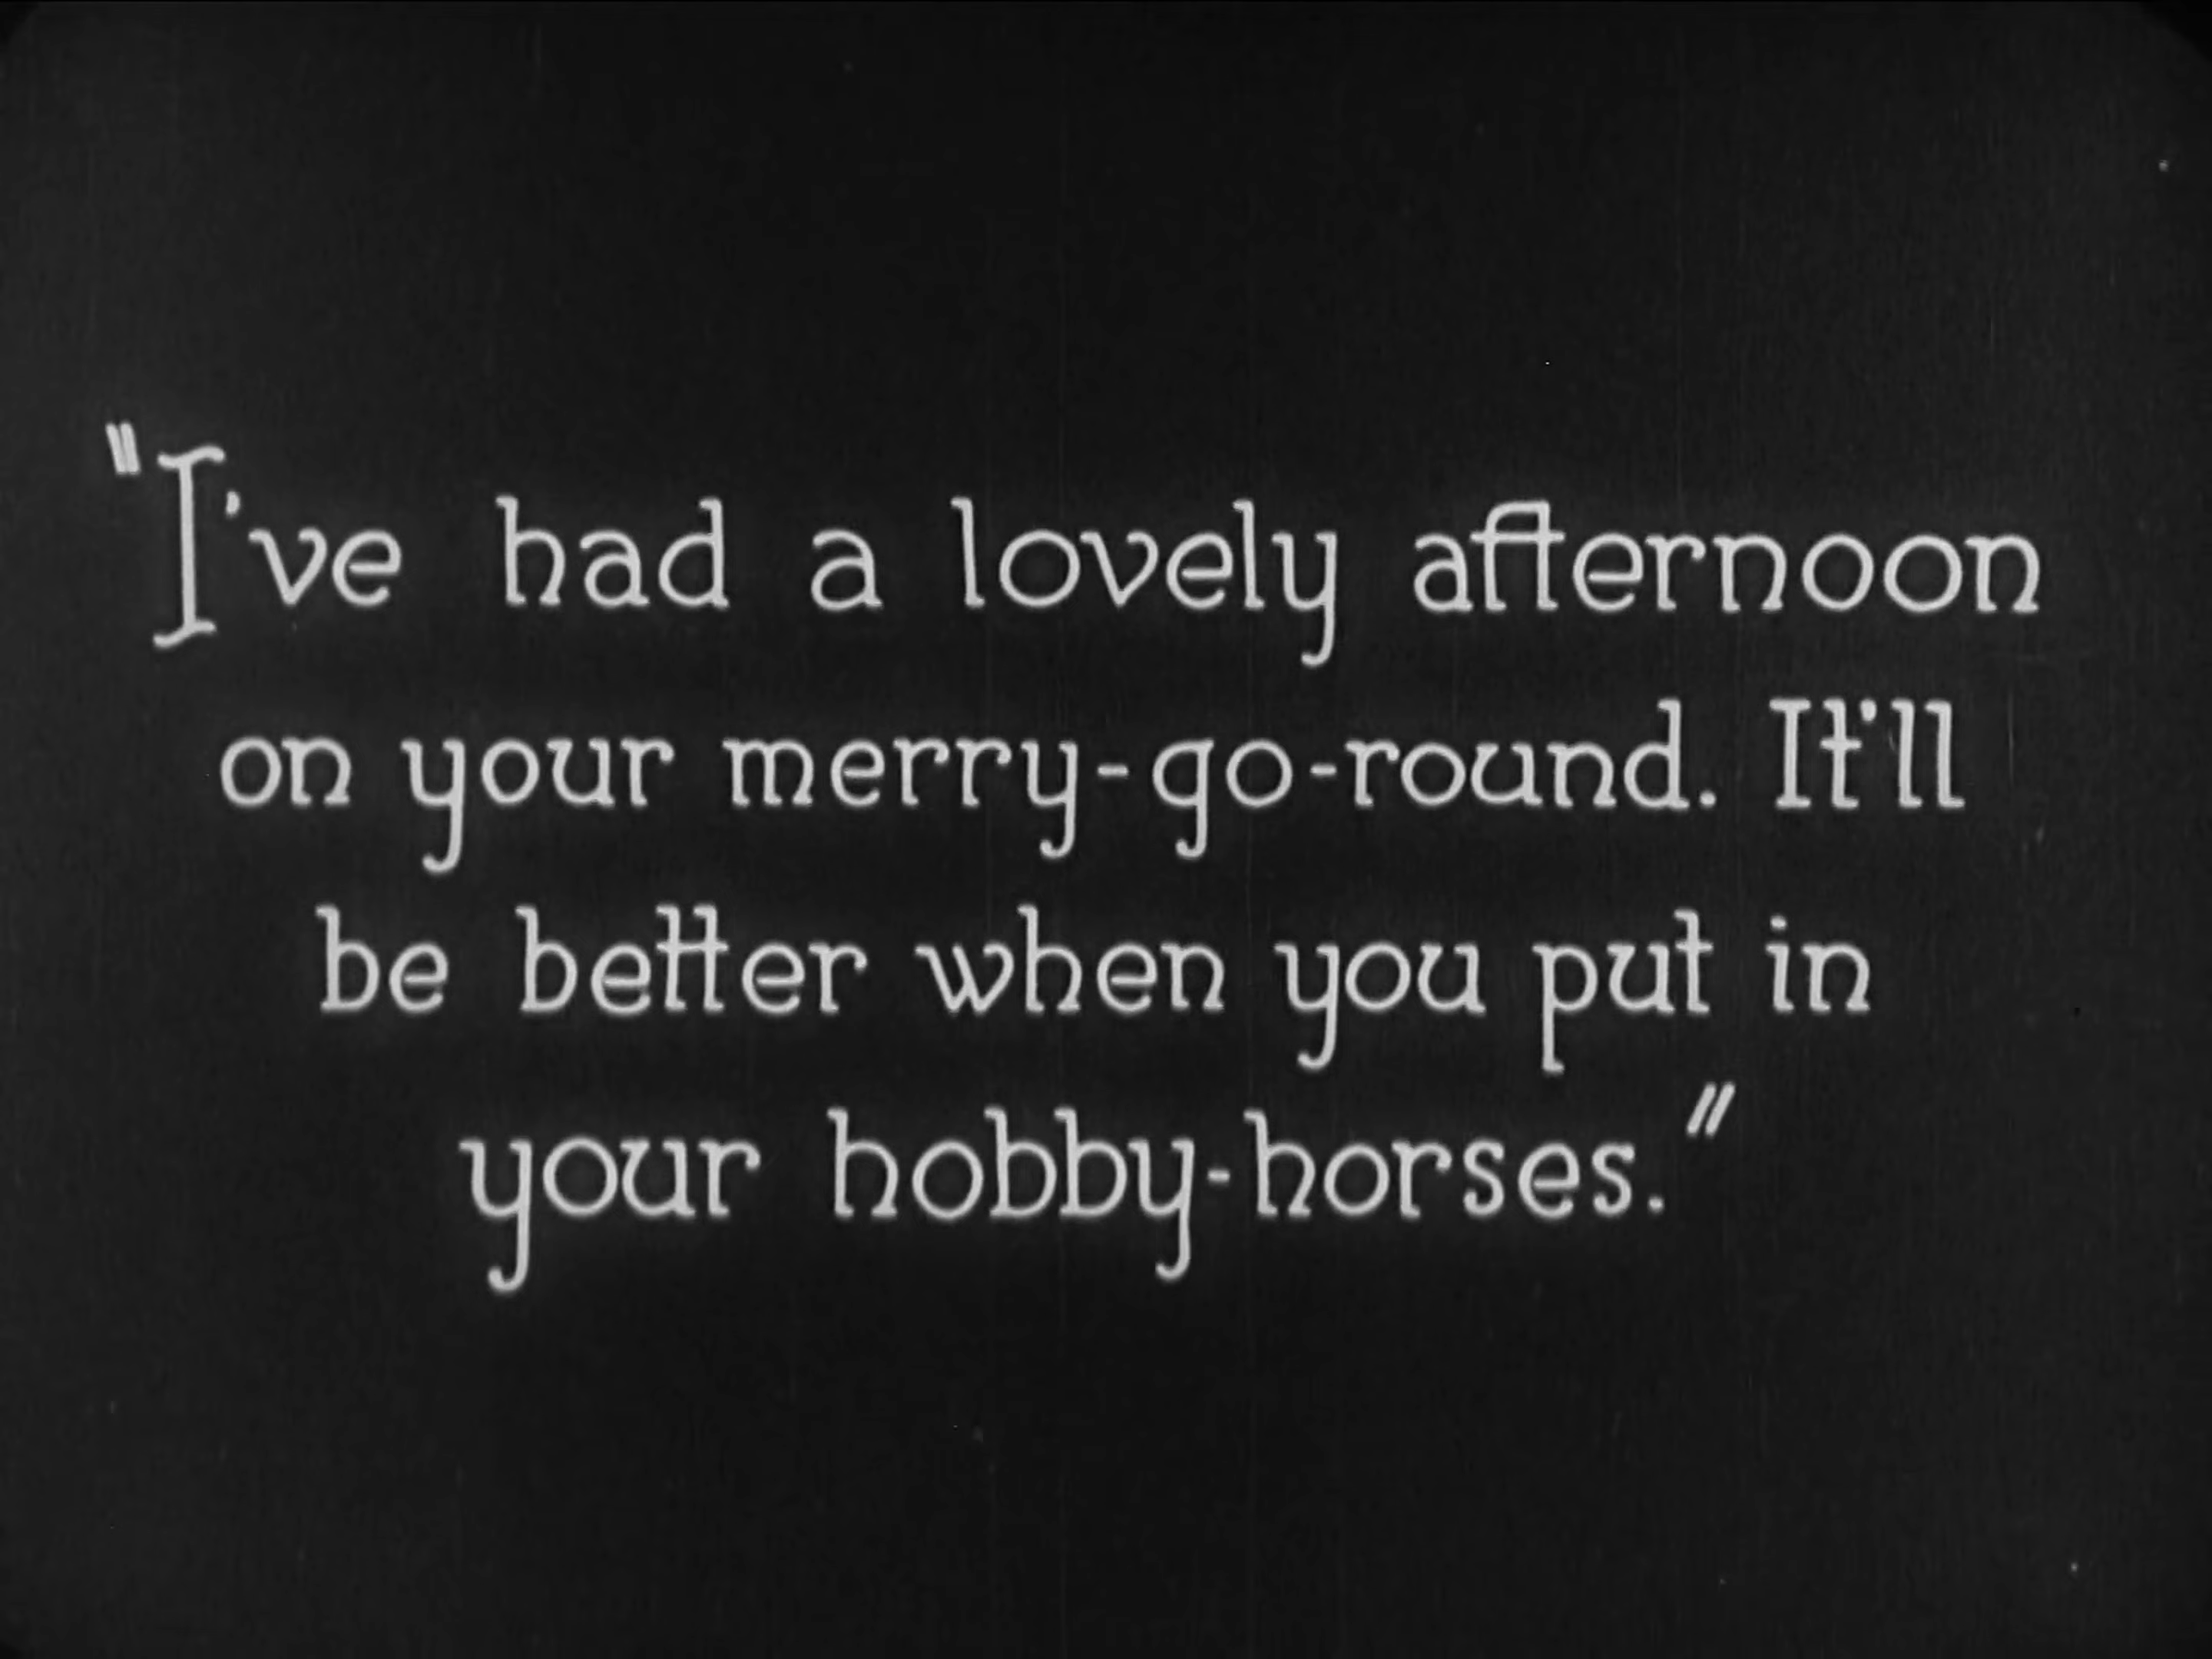 "I've had a lovely afternoon
on your merry-go-round. It'll
be better when you put in
your hobby-horses."